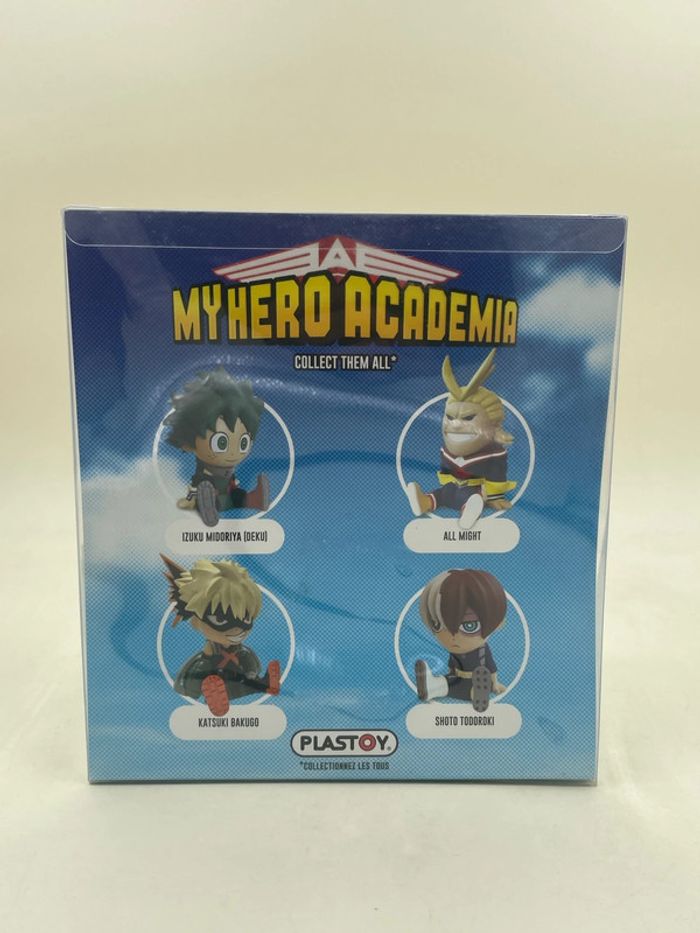 MY HERO ACADEMIA
COLLECT THEM ALL*
IZUKU MIDORIYA (DEKU)
ALL MIGHT
KATSUKI BAKUGO
SHOTO TODOROKI
PLASTOY®
*COLLECTIONNEZ LES TOUS